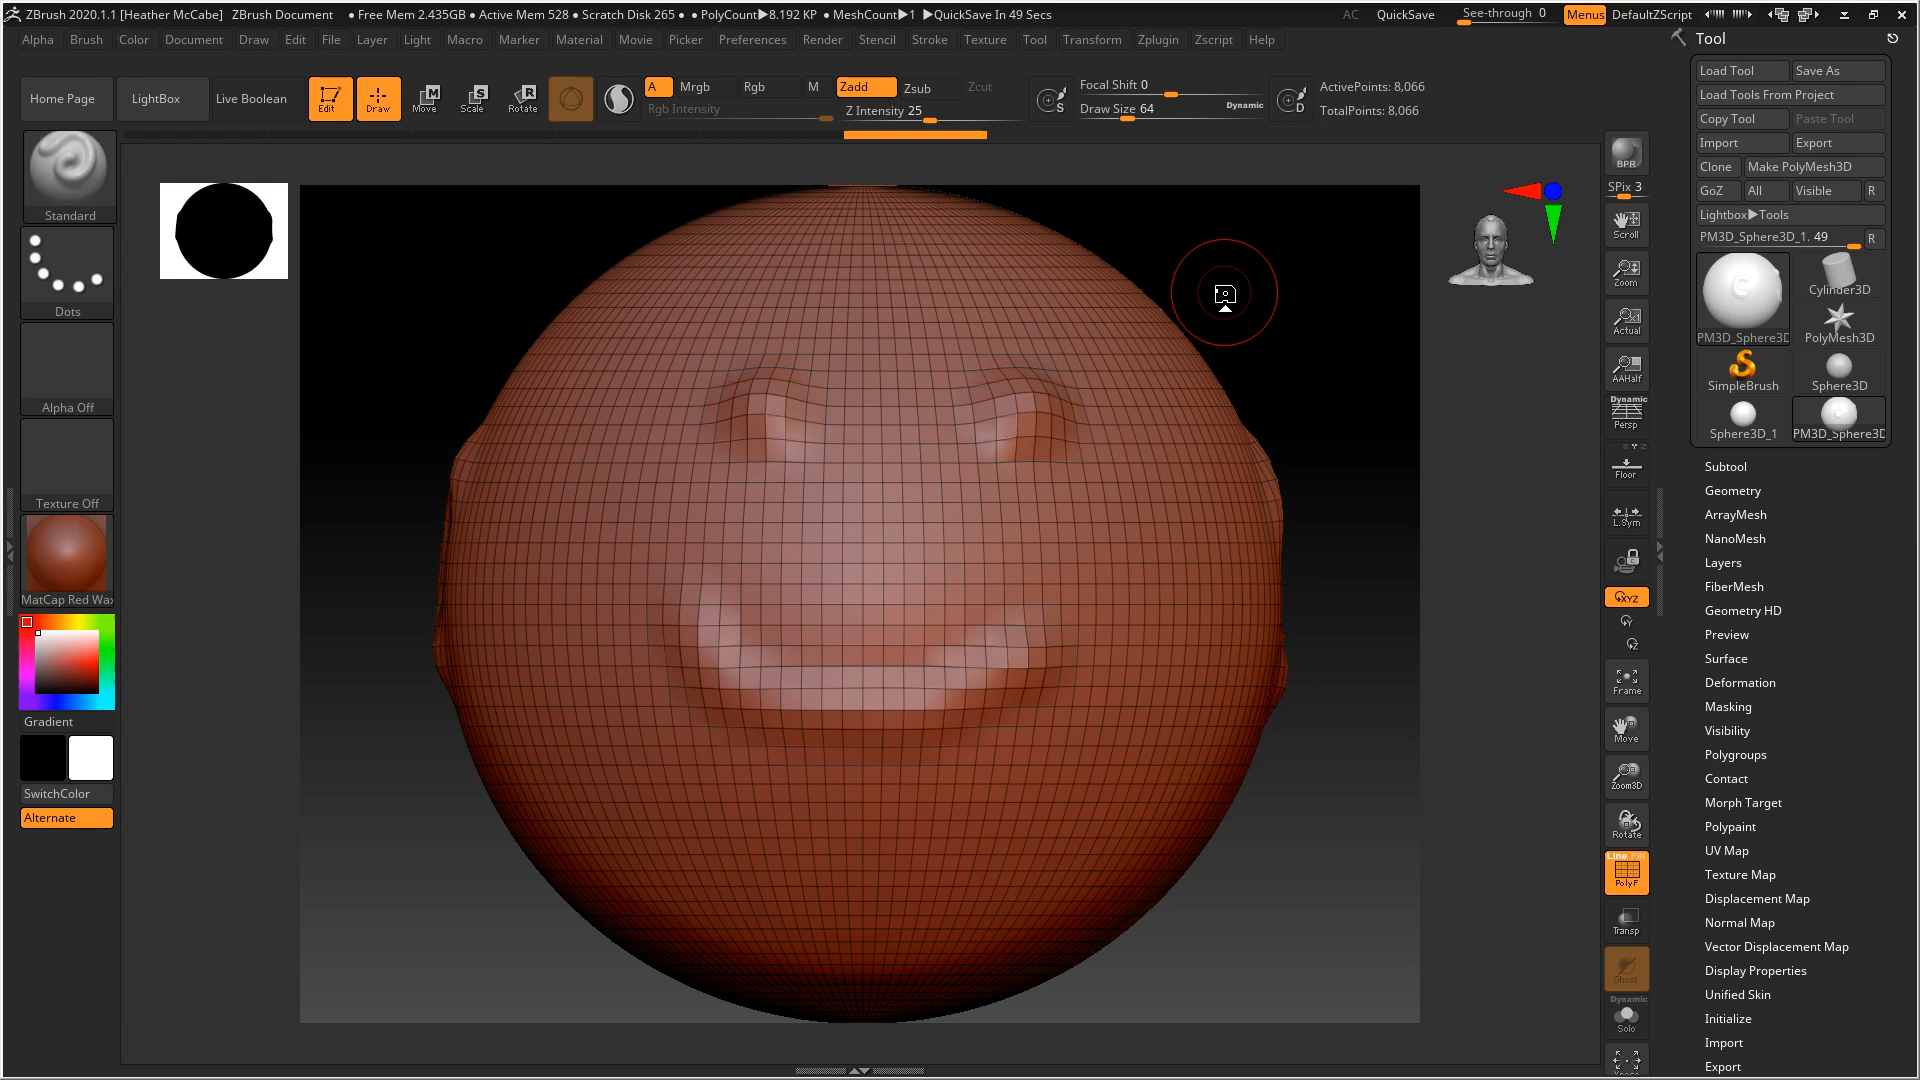 ZBrush 2020.1.1 [Heather McCabe] ZBrush Document • Free Mem 2.435GB • Active Mem 528 • Scratch Disk 265 • • PolyCount▶8.192 KP • MeshCount▶1 ▶QuickSave In 49 Secs AC QuickSave See-through 0 Menus DefaultZScript
Alpha Brush Color Document Draw Edit File Layer Light Macro Marker Material Movie Picker Preferences Render Stencil Stroke Texture Tool Transform Zplugin Zscript Help
Home Page LightBox Live Boolean Edit Draw Move Scale Rotate
A Mrgb Rgb M Zadd Zsub Zcut
Rgb Intensity Z Intensity 25
Focal Shift 0
Draw Size 64 Dynamic
ActivePoints: 8,066
TotalPoints: 8,066
Standard
Dots
Alpha Off
Texture Off
MatCap Red Wax
Gradient
SwitchColor
Alternate
BPR
SPix 3
Scroll
Zoom
Actual
AAHalf
Dynamic
Persp
Floor
L.Sym
XYZ
Frame
Move
Zoom3D
Rotate
Line Fill
PolyF
Transp
Ghost
Dynamic
Solo
Tool
Load Tool Save As
Load Tools From Project
Copy Tool Paste Tool
Import Export
Clone Make PolyMesh3D
GoZ All Visible R
Lightbox▶Tools
PM3D_Sphere3D_1. 49 R
Cylinder3D
PM3D_Sphere3D PolyMesh3D
SimpleBrush Sphere3D
Sphere3D_1 PM3D_Sphere3D
Subtool
Geometry
ArrayMesh
NanoMesh
Layers
FiberMesh
Geometry HD
Preview
Surface
Deformation
Masking
Visibility
Polygroups
Contact
Morph Target
Polypaint
UV Map
Texture Map
Displacement Map
Normal Map
Vector Displacement Map
Display Properties
Unified Skin
Initialize
Import
Export